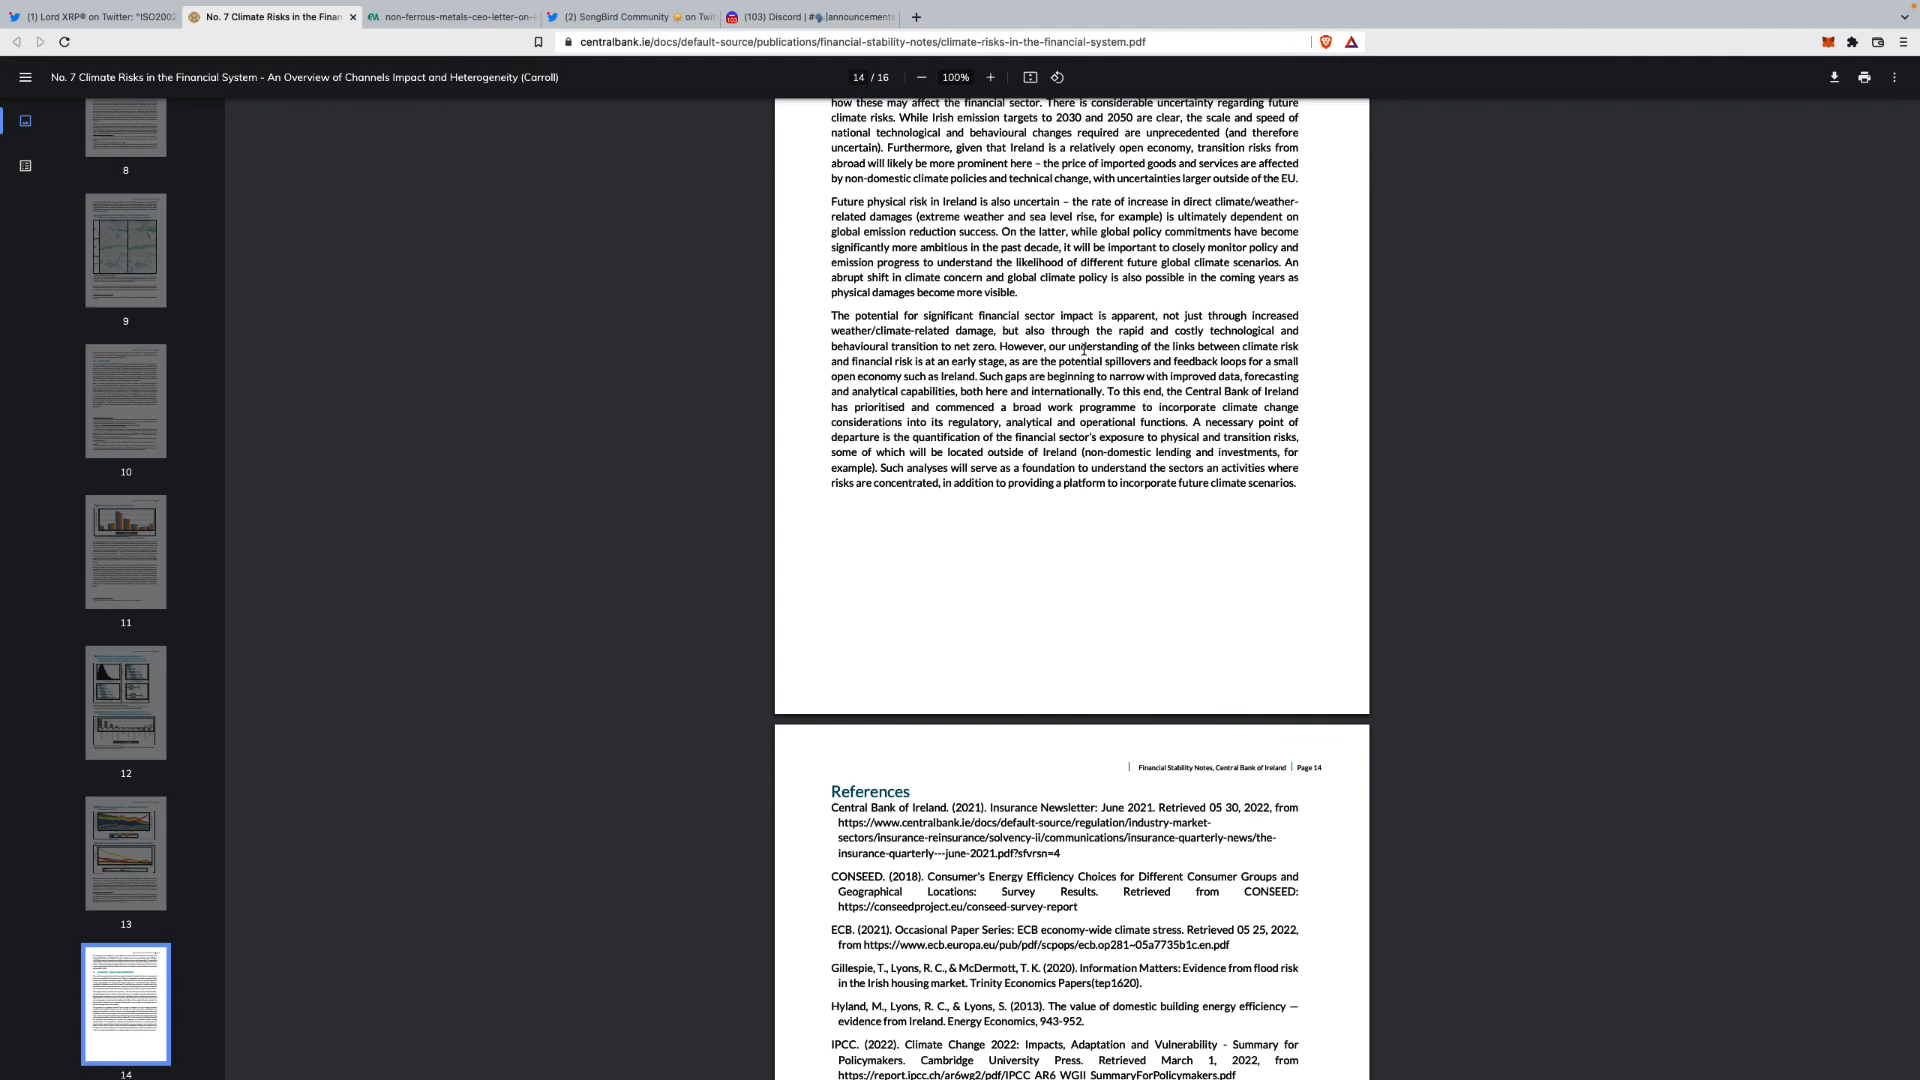 (1) Lord XRP® on Twitter: "ISO2002
No. 7 Climate Risks in the Finan
non-ferrous-metals-ceo-letter-on-e
(2) SongBird Community on Twit
(103) Discord | #🗣|announcements
centralbank.ie/docs/default-source/publications/financial-stability-notes/climate-risks-in-the-financial-system.pdf
No. 7 Climate Risks in the Financial System - An Overview of Channels Impact and Heterogeneity (Carroll)
14 / 16
100%
8
9
10
11
12
13
14
how these may affect the financial sector. There is considerable uncertainty regarding future
climate risks. While Irish emission targets to 2030 and 2050 are clear, the scale and speed of
national technological and behavioural changes required are unprecedented (and therefore
uncertain). Furthermore, given that Ireland is a relatively open economy, transition risks from
abroad will likely be more prominent here – the price of imported goods and services are affected
by non-domestic climate policies and technical change, with uncertainties larger outside of the EU.
Future physical risk in Ireland is also uncertain – the rate of increase in direct climate/weather-
related damages (extreme weather and sea level rise, for example) is ultimately dependent on
global emission reduction success. On the latter, while global policy commitments have become
significantly more ambitious in the past decade, it will be important to closely monitor policy and
emission progress to understand the likelihood of different future global climate scenarios. An
abrupt shift in climate concern and global climate policy is also possible in the coming years as
physical damages become more visible.
The potential for significant financial sector impact is apparent, not just through increased
weather/climate-related damage, but also through the rapid and costly technological and
behavioural transition to net zero. However, our understanding of the links between climate risk
and financial risk is at an early stage, as are the potential spillovers and feedback loops for a small
open economy such as Ireland. Such gaps are beginning to narrow with improved data, forecasting
and analytical capabilities, both here and internationally. To this end, the Central Bank of Ireland
has prioritised and commenced a broad work programme to incorporate climate change
considerations into its regulatory, analytical and operational functions. A necessary point of
departure is the quantification of the financial sector's exposure to physical and transition risks,
some of which will be located outside of Ireland (non-domestic lending and investments, for
example). Such analyses will serve as a foundation to understand the sectors an activities where
risks are concentrated, in addition to providing a platform to incorporate future climate scenarios.
Financial Stability Notes, Central Bank of Ireland | Page 14
References
Central Bank of Ireland. (2021). Insurance Newsletter: June 2021. Retrieved 05 30, 2022, from
https://www.centralbank.ie/docs/default-source/regulation/industry-market-
sectors/insurance-reinsurance/solvency-ii/communications/insurance-quarterly-news/the-
insurance-quarterly---june-2021.pdf?sfvrsn=4
CONSEED. (2018). Consumer's Energy Efficiency Choices for Different Consumer Groups and
Geographical Locations: Survey Results. Retrieved from CONSEED:
https://conseedproject.eu/conseed-survey-report
ECB. (2021). Occasional Paper Series: ECB economy-wide climate stress. Retrieved 05 25, 2022,
from https://www.ecb.europa.eu/pub/pdf/scpops/ecb.op281~05a7735b1c.en.pdf
Gillespie, T., Lyons, R. C., & McDermott, T. K. (2020). Information Matters: Evidence from flood risk
in the Irish housing market. Trinity Economics Papers(tep1620).
Hyland, M., Lyons, R. C., & Lyons, S. (2013). The value of domestic building energy efficiency —
evidence from Ireland. Energy Economics, 943-952.
IPCC. (2022). Climate Change 2022: Impacts, Adaptation and Vulnerability - Summary for
Policymakers. Cambridge University Press. Retrieved March 1, 2022, from
https://report.ipcc.ch/ar6wg2/pdf/IPCC_AR6_WGII_SummaryForPolicymakers.pdf